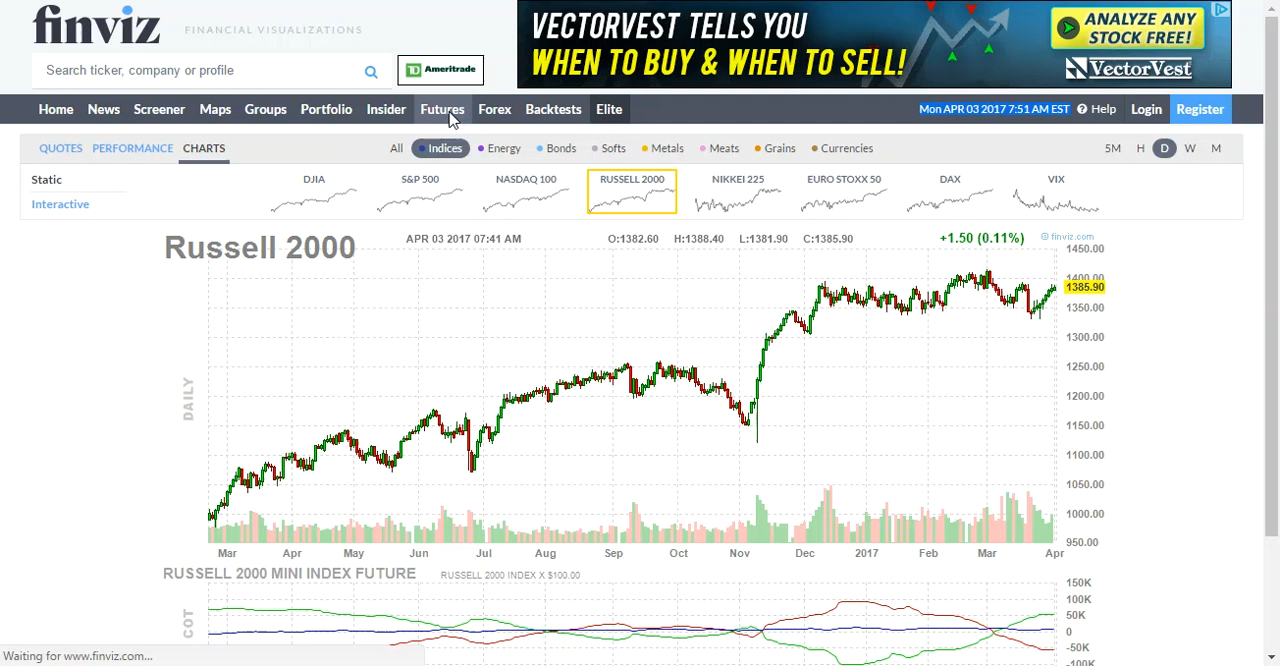 finviz FINANCIAL VISUALIZATIONS
VECTORVEST TELLS YOU
WHEN TO BUY & WHEN TO SELL!
ANALYZE ANY
STOCK FREE!
VectorVest
Search ticker, company or profile
TD Ameritrade
Home News Screener Maps Groups Portfolio Insider Futures Forex Backtests Elite Mon APR 03 2017 7:51 AM EST Help Login Register
QUOTES PERFORMANCE CHARTS All Indices Energy Bonds Softs Metals Meats Grains Currencies 5M H D W M
Static
Interactive
DJIA S&P 500 NASDAQ 100 RUSSELL 2000 NIKKEI 225 EURO STOXX 50 DAX VIX
Russell 2000 APR 03 2017 07:41 AM O:1382.60 H:1388.40 L:1381.90 C:1385.90 +1.50 (0.11%) © finviz.com
1450.00
1400.00
1385.90
1350.00
1300.00
1250.00
1200.00
1150.00
1100.00
1050.00
1000.00
950.00
DAILY
Mar Apr May Jun Jul Aug Sep Oct Nov Dec 2017 Feb Mar Apr
RUSSELL 2000 MINI INDEX FUTURE RUSSELL 2000 INDEX X $100.00
150K
100K
50K
0
-50K
-100K
COT
Waiting for www.finviz.com...